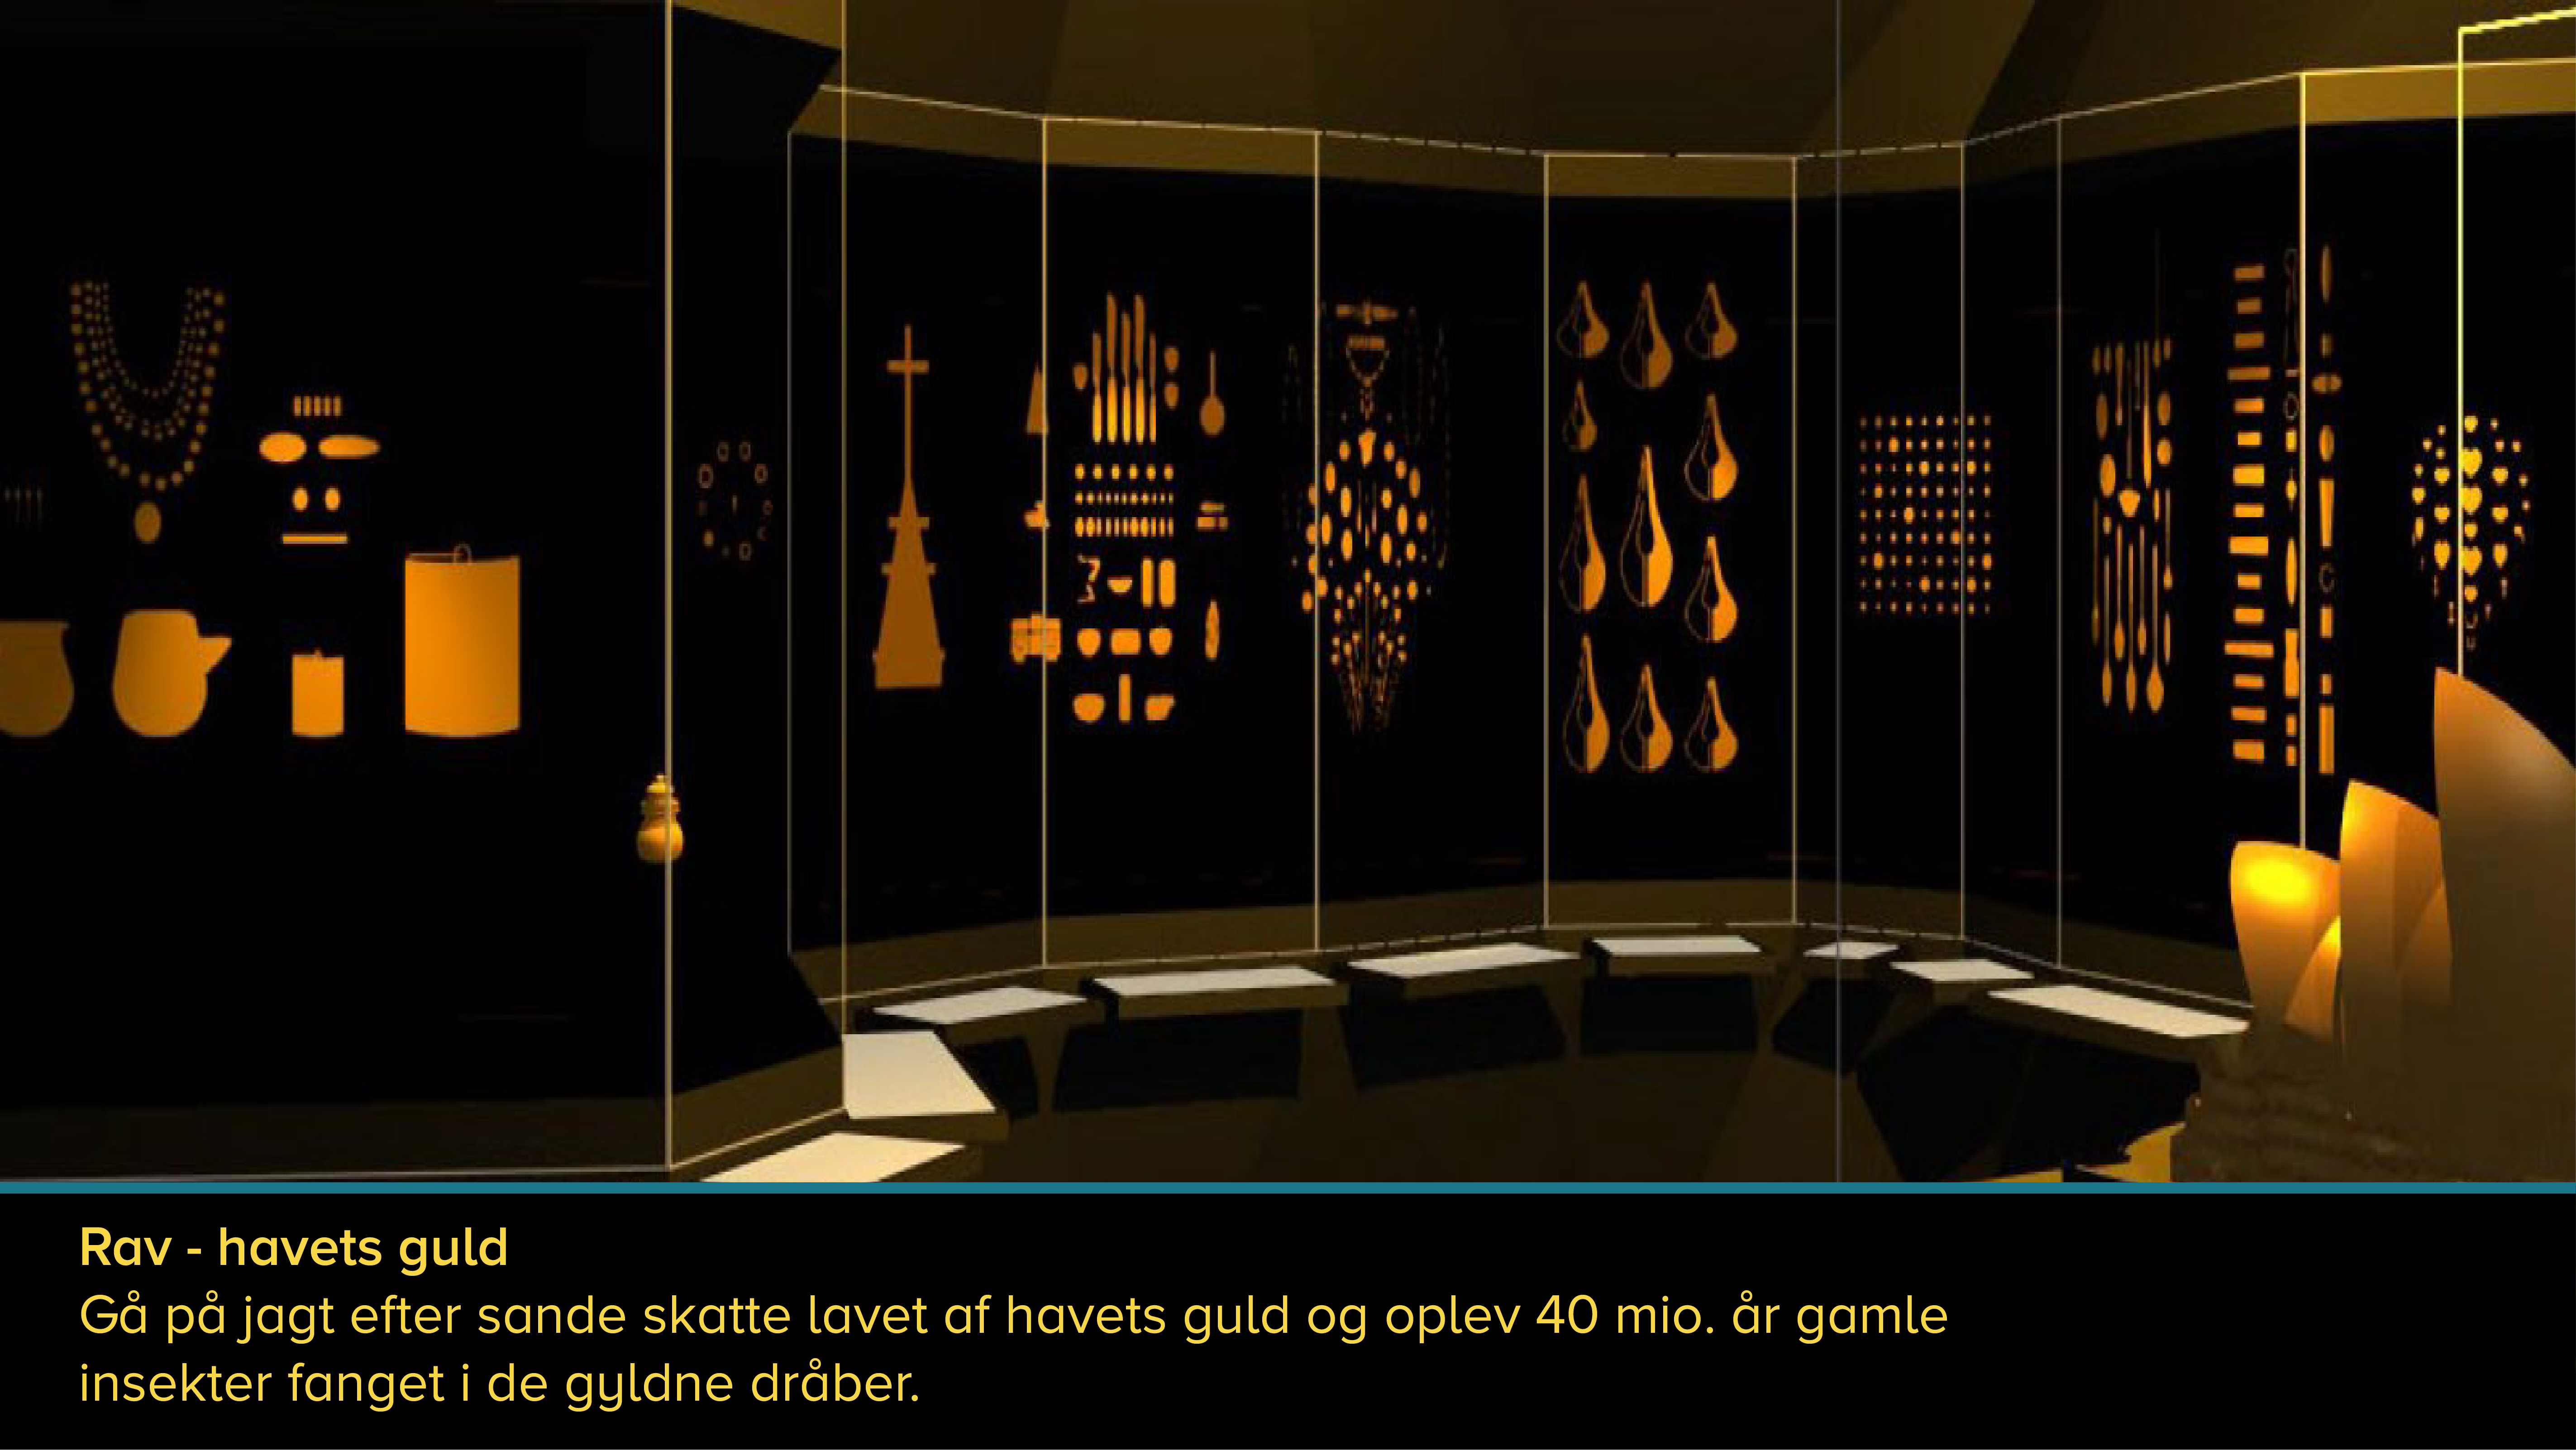 Rav - havets guld
Gå på jagt efter sande skatte lavet af havets guld og oplev 40 mio. år gamle
insekter fanget i de gyldne dråber.